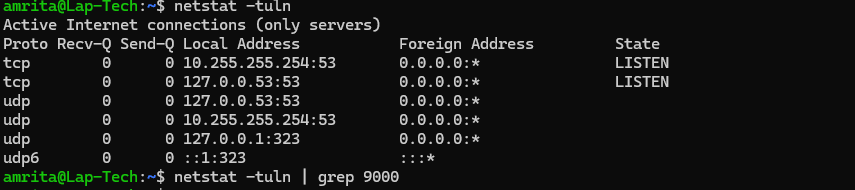 amrita@Lap-Tech:~$ netstat -tuln
Active Internet connections (only servers)
Proto Recv-Q Send-Q Local Address           Foreign Address         State
tcp        0      0 10.255.255.254:53       0.0.0.0:*               LISTEN
tcp        0      0 127.0.0.53:53           0.0.0.0:*               LISTEN
udp        0      0 127.0.0.53:53           0.0.0.0:*
udp        0      0 10.255.255.254:53       0.0.0.0:*
udp        0      0 127.0.0.1:323           0.0.0.0:*
udp6       0      0 ::1:323                 :::*
amrita@Lap-Tech:~$ netstat -tuln | grep 9000